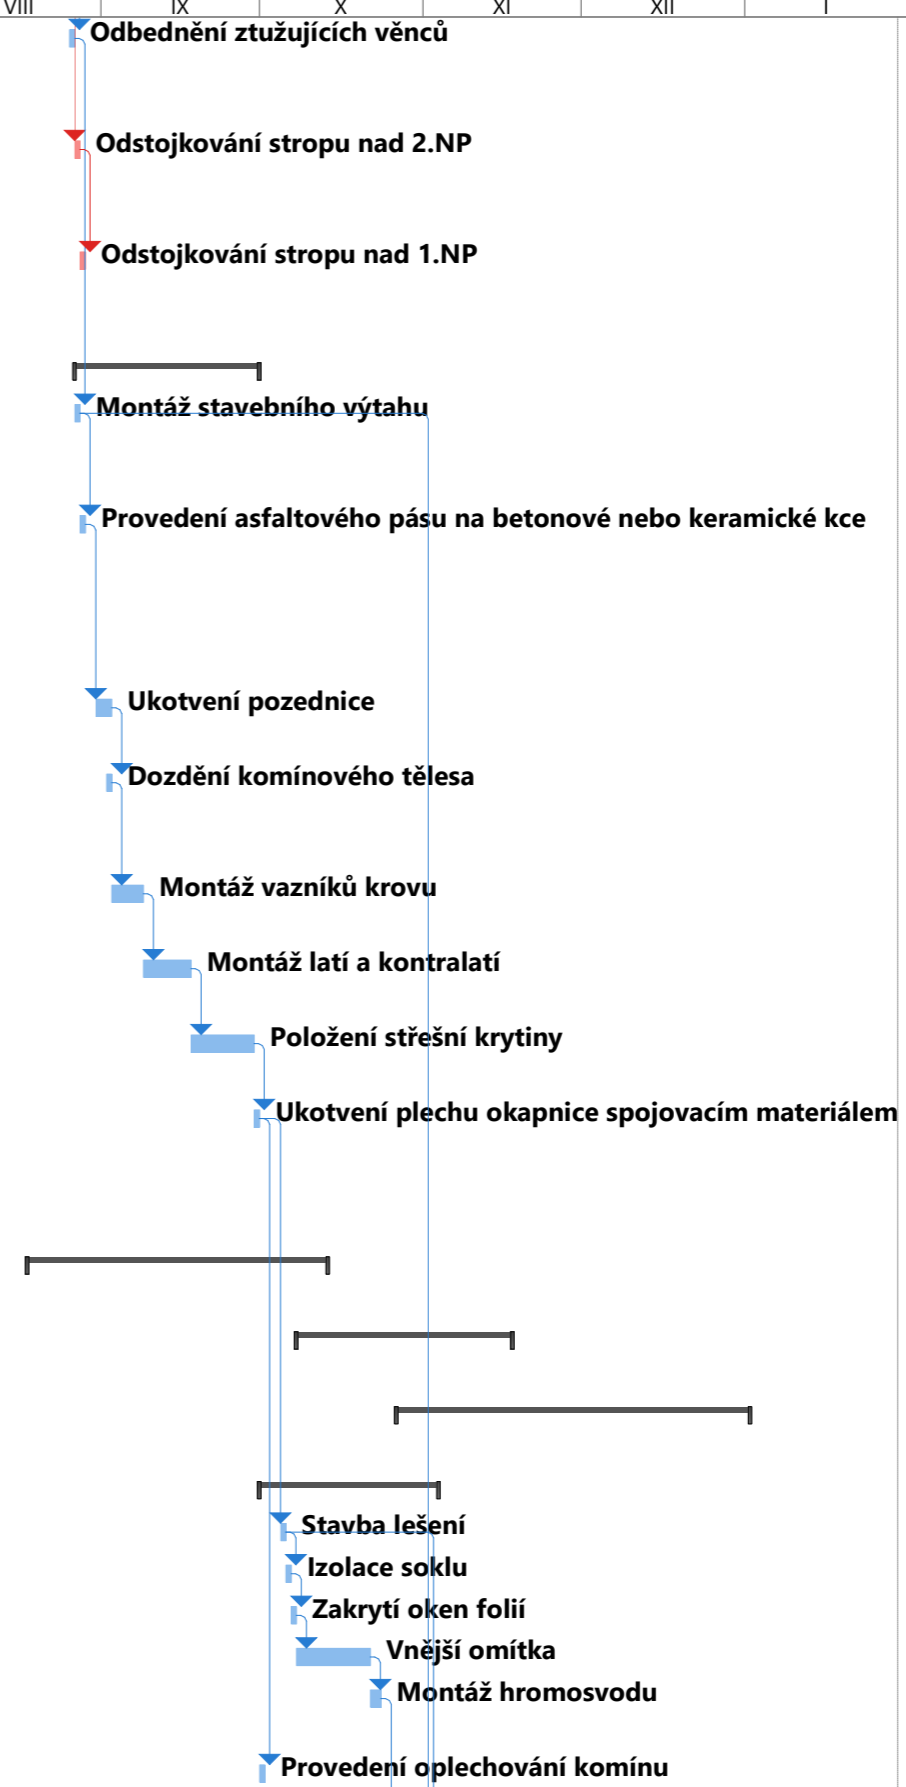 VIII IX X XI XII I
Odbednění ztužujících věnců
Odstojkování stropu nad 2.NP
Odstojkování stropu nad 1.NP
Montáž stavebního výtahu
Provedení asfaltového pásu na betonové nebo keramické kce
Ukotvení pozednice
Dozdění komínového tělesa
Montáž vazníků krovu
Montáž latí a kontralatí
Položení střešní krytiny
Ukotvení plechu okapnice spojovacím materiálem
Stavba lešení
Izolace soklu
Zakrytí oken folií
Vnější omítka
Montáž hromosvodu
Provedení oplechování komínu